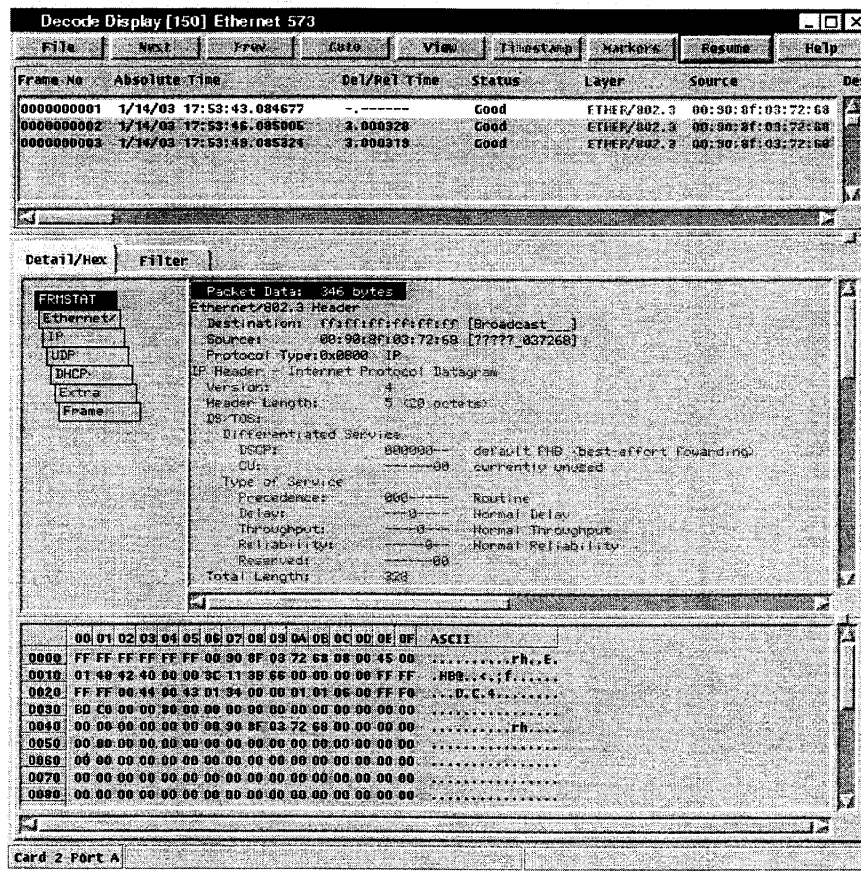 Decode Display [150] Ethernet 573
File Next Prev Goto View Timestamp Markers Resume Help
Frame No Absolute Time Del/Rel Time Status Layer Source De
0000000001 1/14/03 17:53:43.084677 -.------ Good ETHER/802.3 00:90:8f:03:72:68
0000000002 1/14/03 17:53:46.085006 3.000328 Good ETHER/802.3 00:90:8f:03:72:68
0000000003 1/14/03 17:53:49.085324 3.000319 Good ETHER/802.3 00:90:8f:03:72:68
Detail/Hex Filter
FRMSTAT
Ethernet/
IP
UDP
DHCP
Extra
Frame
Packet Data: 346 bytes
Ethernet/802.3 Header
Destination: ff:ff:ff:ff:ff:ff [Broadcast___]
Source: 00:90:8f:03:72:68 [?????_037268]
Protocol Type:0x0800 IP
IP Header - Internet Protocol Datagram
Version: 4
Header Length: 5 (20 octets)
DS/TOS:
Differentiated Service
DSCP: 000000-- default PHB (best-effort fowarding)
CU: ------00 currently unused
Type of Service
Precedence: 000----- Routine
Delay: ---0---- Normal Delay
Throughput: ----0--- Normal Throughput
Reliability: -----0-- Normal Reliability
Reserved: ------00
Total Length: 328
00 01 02 03 04 05 06 07 08 09 0A 0B 0C 0D 0E 0F ASCII
0000 FF FF FF FF FF FF 00 90 8F 03 72 68 08 00 45 00 ..........rh..E.
0010 01 48 42 40 00 00 3C 11 3B 66 00 00 00 00 FF FF .HB@..<.;f......
0020 FF FF 00 44 00 43 01 34 00 00 01 01 06 00 FF F0 ...D.C.4........
0030 BD C0 00 00 80 00 00 00 00 00 00 00 00 00 00 00 ................
0040 00 00 00 00 00 00 00 90 8F 03 72 68 00 00 00 00 ..........rh....
0050 00 00 00 00 00 00 00 00 00 00 00 00 00 00 00 00 ................
0060 00 00 00 00 00 00 00 00 00 00 00 00 00 00 00 00 ................
0070 00 00 00 00 00 00 00 00 00 00 00 00 00 00 00 00 ................
0080 00 00 00 00 00 00 00 00 00 00 00 00 00 00 00 00 ................
Card 2 Port A